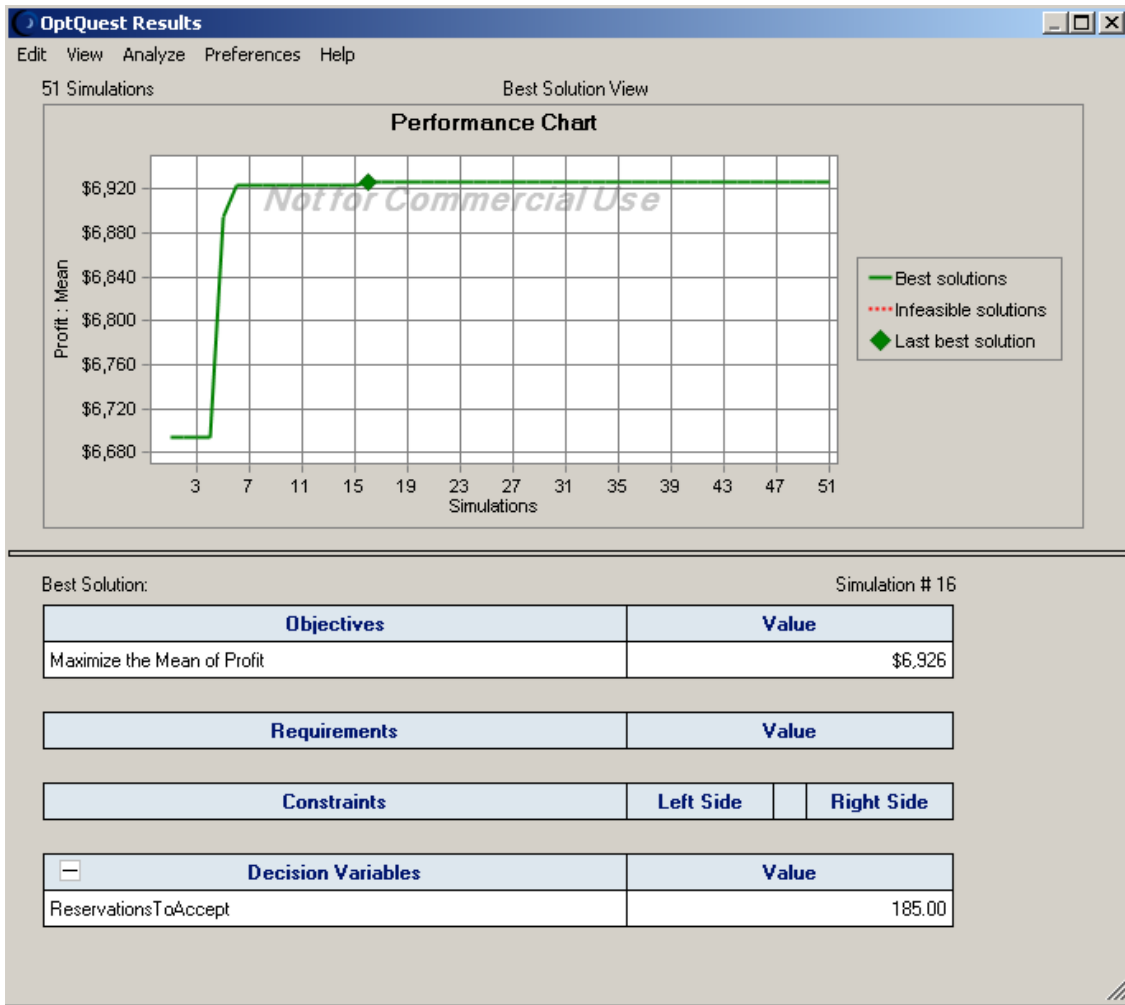 OptQuest Results
Edit View Analyze Preferences Help
51 Simulations Best Solution View
Performance Chart
Not for Commercial Use
$6,920
$6,880
$6,840
$6,800
$6,760
$6,720
$6,680
Profit : Mean
3 7 11 15 19 23 27 31 35 39 43 47 51
Simulations
Best solutions
Infeasible solutions
Last best solution
Best Solution: Simulation # 16
Objectives Value
Maximize the Mean of Profit $6,926
Requirements Value
Constraints Left Side Right Side
Decision Variables Value
ReservationsToAccept 185.00